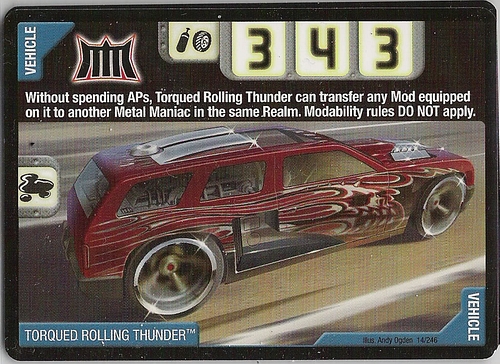 VEHICLE
3 4 3
Without spending APs, Torqued Rolling Thunder can transfer any Mod equipped
on it to another Metal Maniac in the same Realm. Modability rules DO NOT apply.
VEHICLE
TORQUED ROLLING THUNDER™
Illus. Andy Ogden 14/246